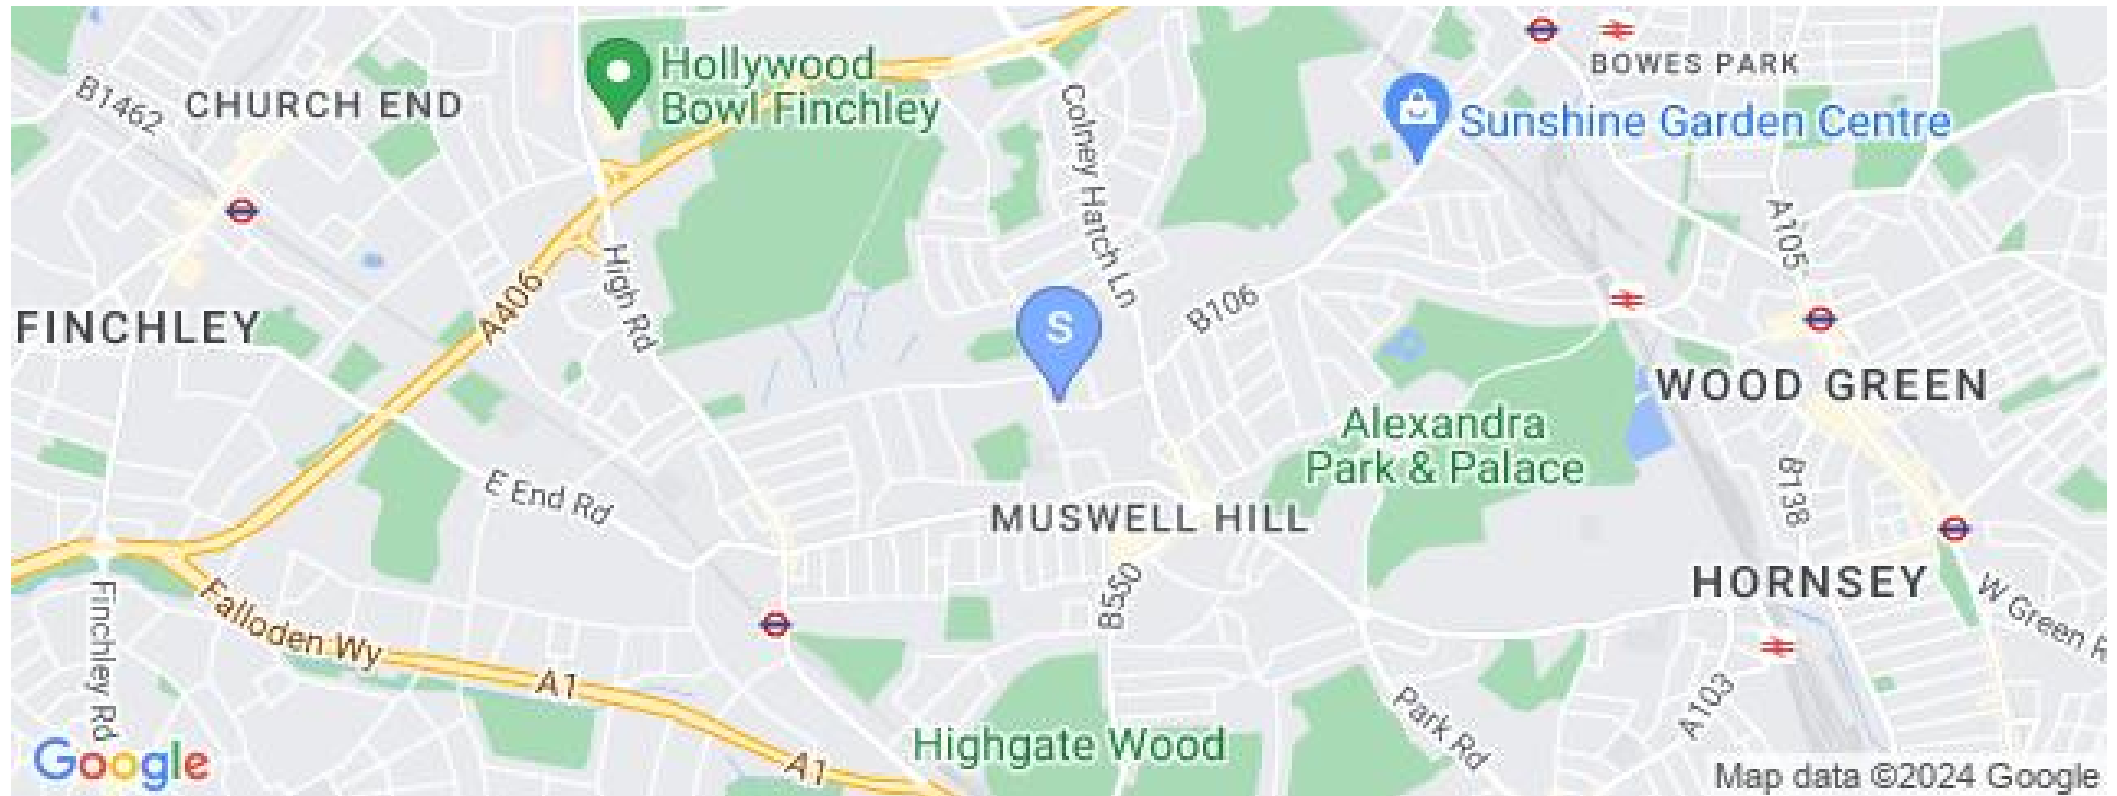 Hollywood
Bowl Finchley
BOWES PARK
B1462
CHURCH END
Colney Hatch Ln
Sunshine Garden Centre
A105
High Rd
A406
S
B106
FINCHLEY
WOOD GREEN
Alexandra
Park & Palace
E End Rd
B138
MUSWELL HILL
B550
HORNSEY
Finchley Rd
Falloden Wy
W Green R
A1
A103
Park Rd
Highgate Wood
A1
Google
Map data ©2024 Google